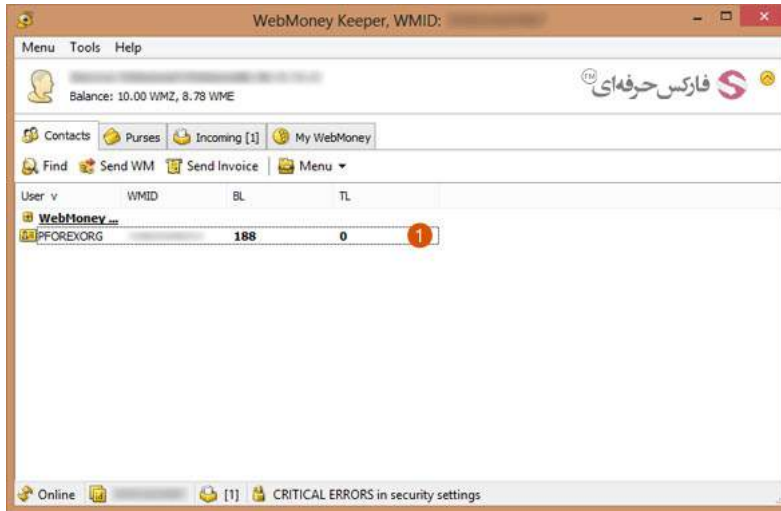 WebMoney Keeper, WMID:
Menu Tools Help
Balance: 10.00 WMZ, 8.78 WME
فارکس حرفه‌ای TM
Contacts Purses Incoming [1] My WebMoney
Find Send WM Send Invoice Menu
User v WMID BL TL
WebMoney ...
PFOREXORG 188 0 1
Online [1] CRITICAL ERRORS in security settings